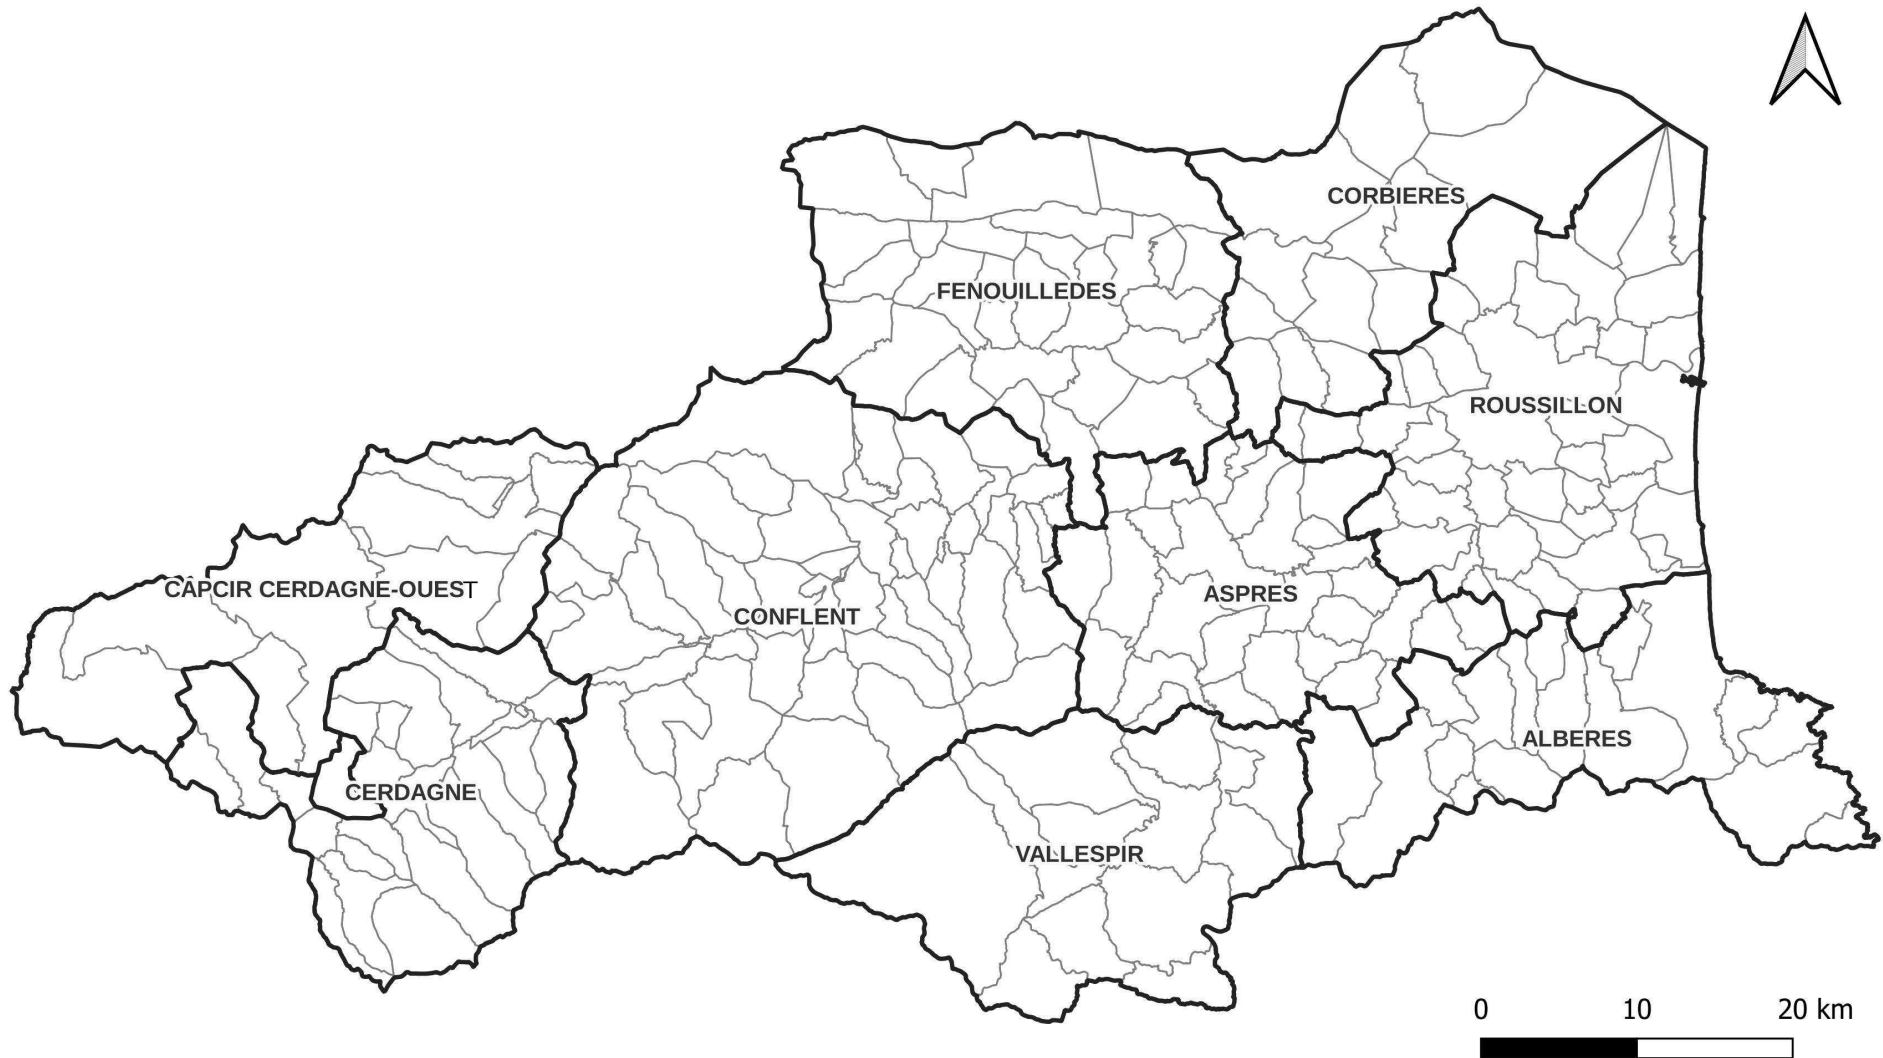 CORBIERES
FENOUILLEDES
ROUSSILLON
CAPCIR CERDAGNE-OUEST
ASPRES
CONFLENT
ALBERES
CERDAGNE
VALLESPIR
0 10 20 km